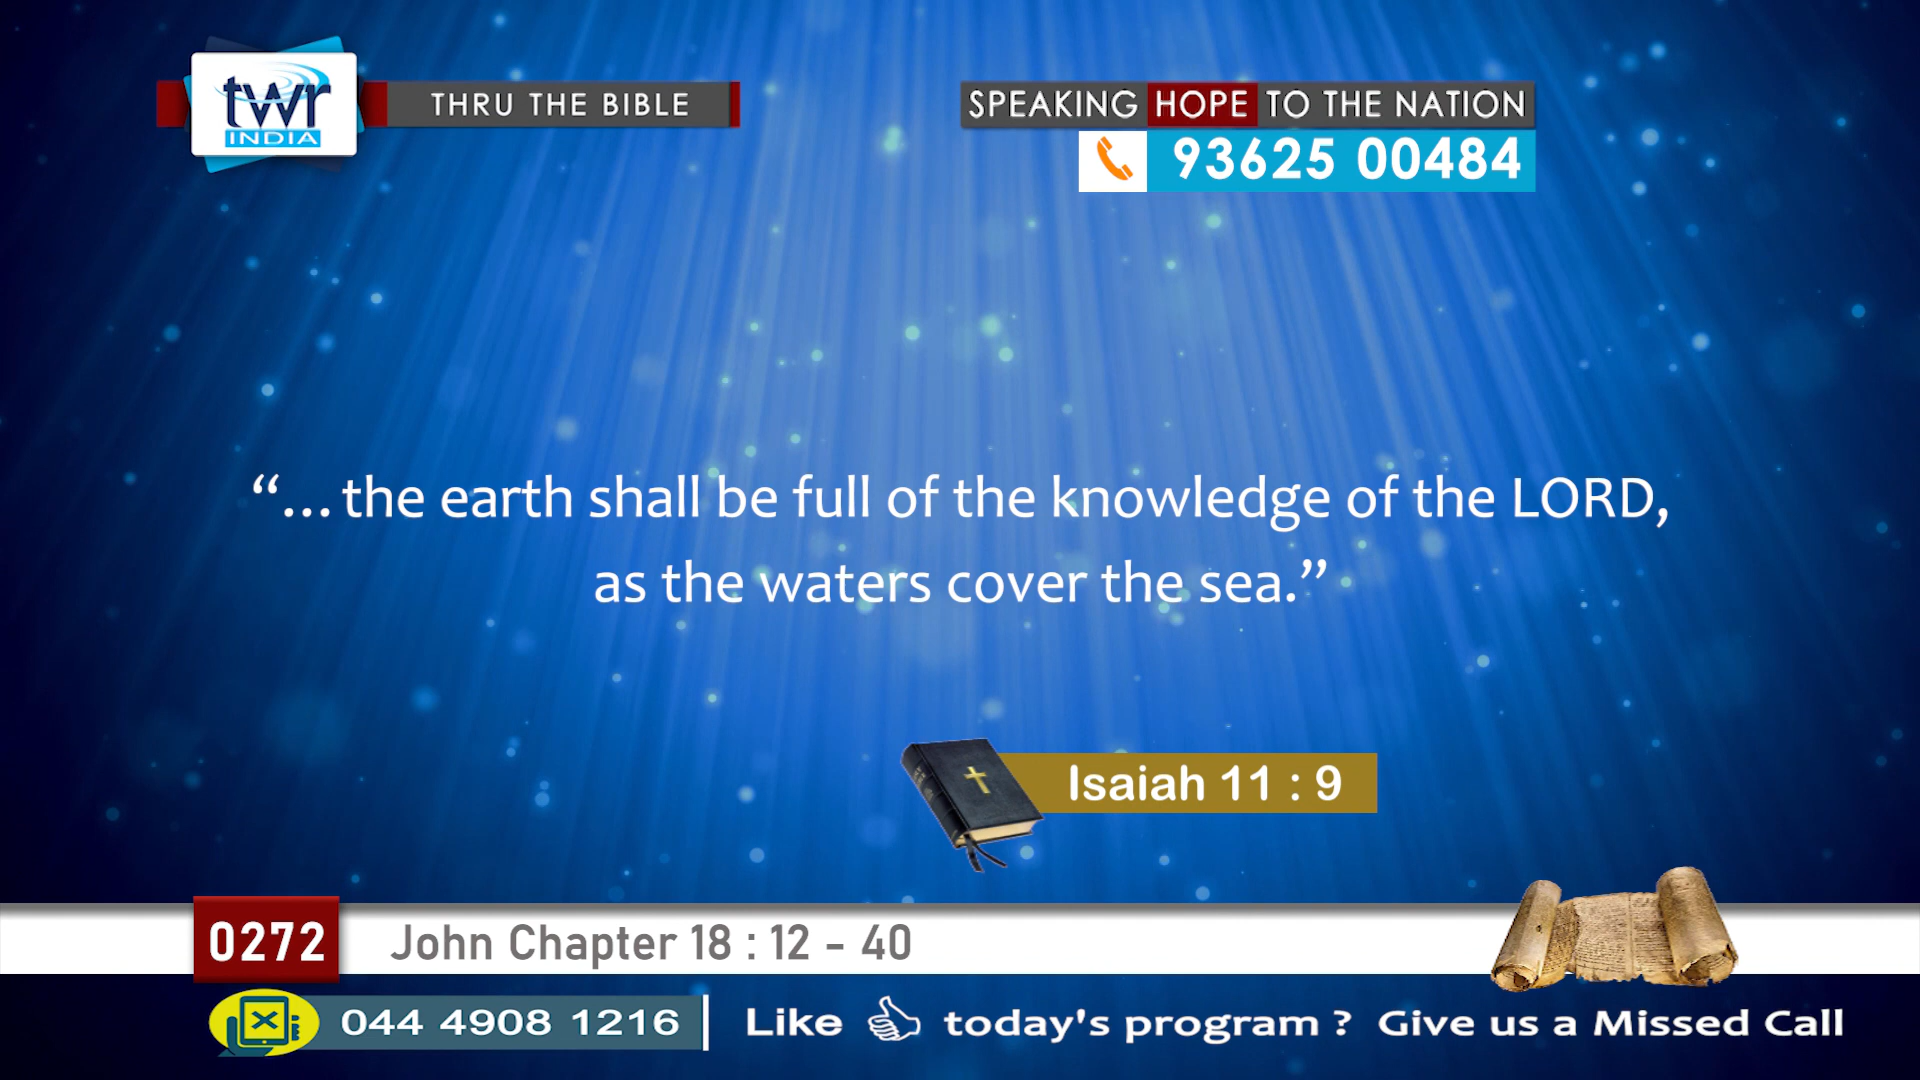 twr
INDIA
THRU THE BIBLE
SPEAKING HOPE TO THE NATION
93625 00484
“...the earth shall be full of the knowledge of the LORD,
as the waters cover the sea.”
Isaiah 11 : 9
0272
John Chapter 18 : 12 - 40
044 4908 1216
Like today's program ? Give us a Missed Call